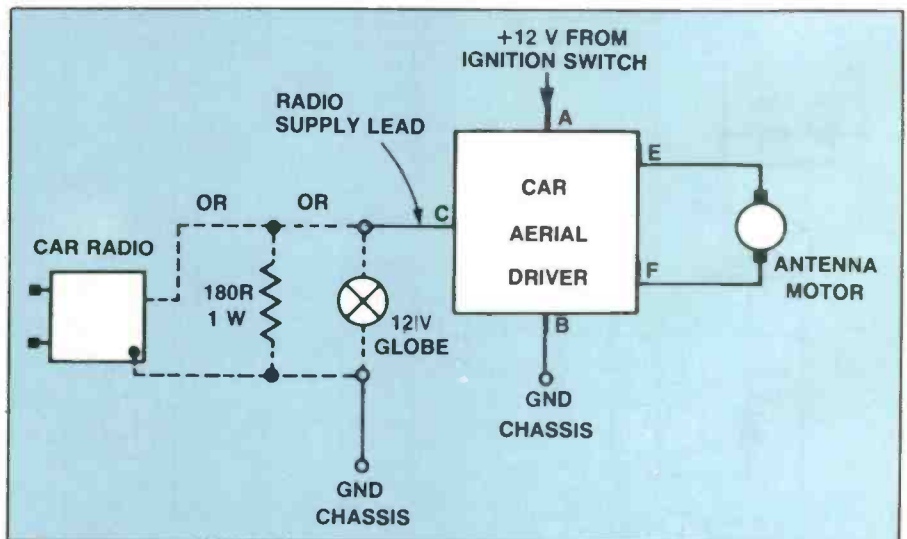 +12 V FROM
IGNITION SWITCH
RADIO
SUPPLY LEAD
A
E
OR OR
C
CAR
AERIAL
DRIVER
CAR RADIO
180R
1 W
12V
GLOBE
F
ANTENNA
MOTOR
B
GND
CHASSIS
GND
CHASSIS